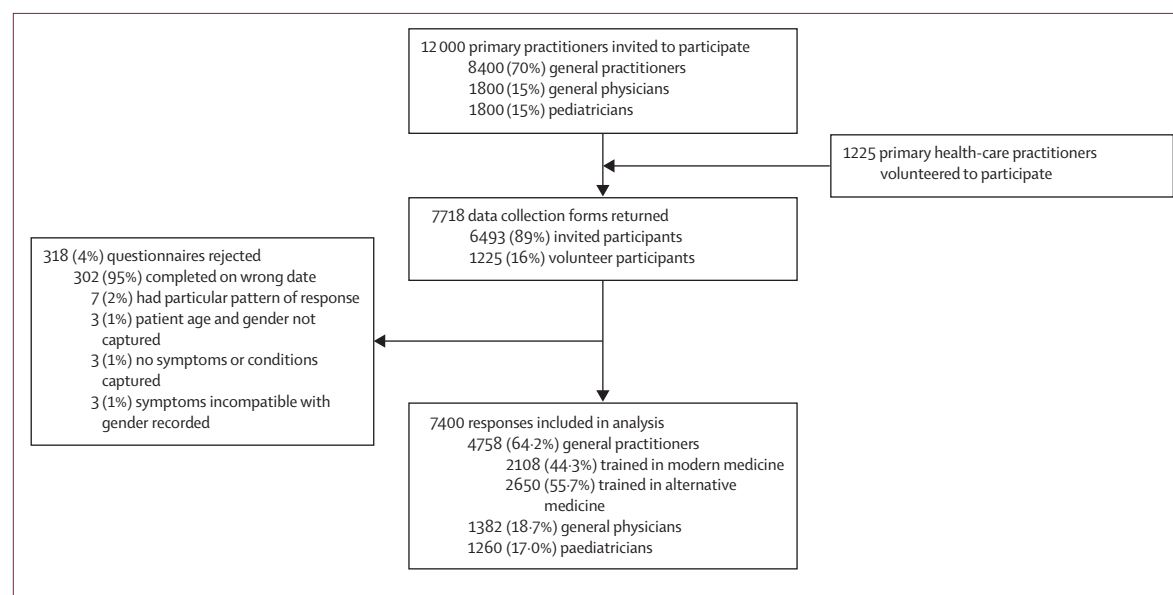 12 000 primary practitioners invited to participate
8400 (70%) general practitioners
1800 (15%) general physicians
1800 (15%) pediatricians
1225 primary health-care practitioners
volunteered to participate
7718 data collection forms returned
6493 (89%) invited participants
1225 (16%) volunteer participants
318 (4%) questionnaires rejected
302 (95%) completed on wrong date
7 (2%) had particular pattern of response
3 (1%) patient age and gender not
captured
3 (1%) no symptoms or conditions
captured
3 (1%) symptoms incompatible with
gender recorded
7400 responses included in analysis
4758 (64·2%) general practitioners
2108 (44·3%) trained in modern medicine
2650 (55·7%) trained in alternative
medicine
1382 (18·7%) general physicians
1260 (17·0%) paediatricians